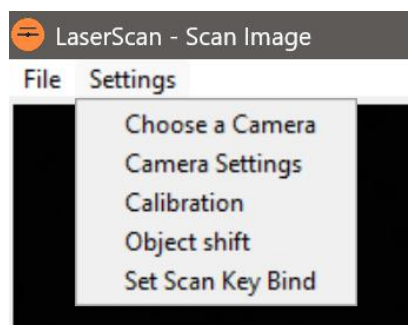 LaserScan - Scan Image
File Settings
Choose a Camera
Camera Settings
Calibration
Object shift
Set Scan Key Bind